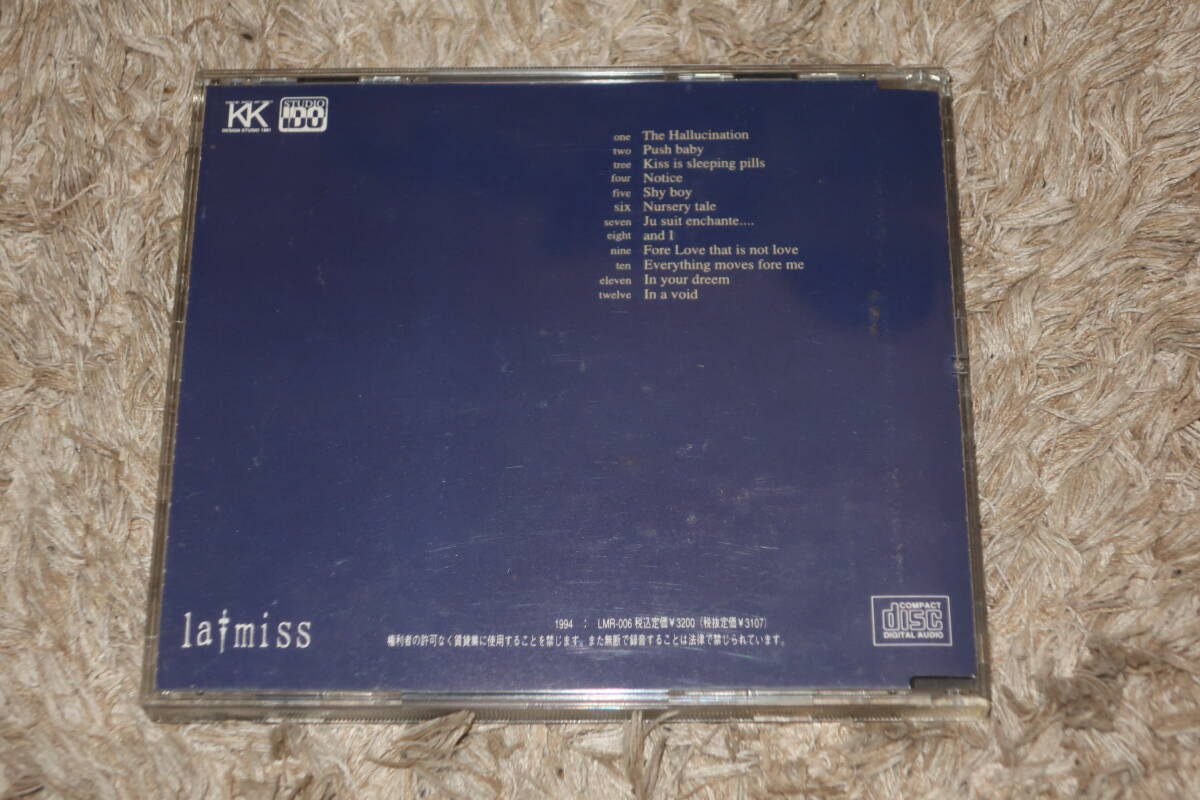 KK
DESIGN STUDIO 1981
STUDIO
IDO
one The Hallucination
two Push baby
tree Kiss is sleeping pills
four Notice
five Shy boy
six Nursery tale
seven Ju suit enchante....
eight and I
nine Fore Love that is not love
ten Everything moves fore me
eleven In your dreem
twelve In a void
la†miss
1994 : LMR-006 税込定価¥3200(税抜定価¥3107)
権利者の許可なく賃貸業に使用することを禁じます。また無断で録音することは法律で禁じられています。
COMPACT
disc
DIGITAL AUDIO